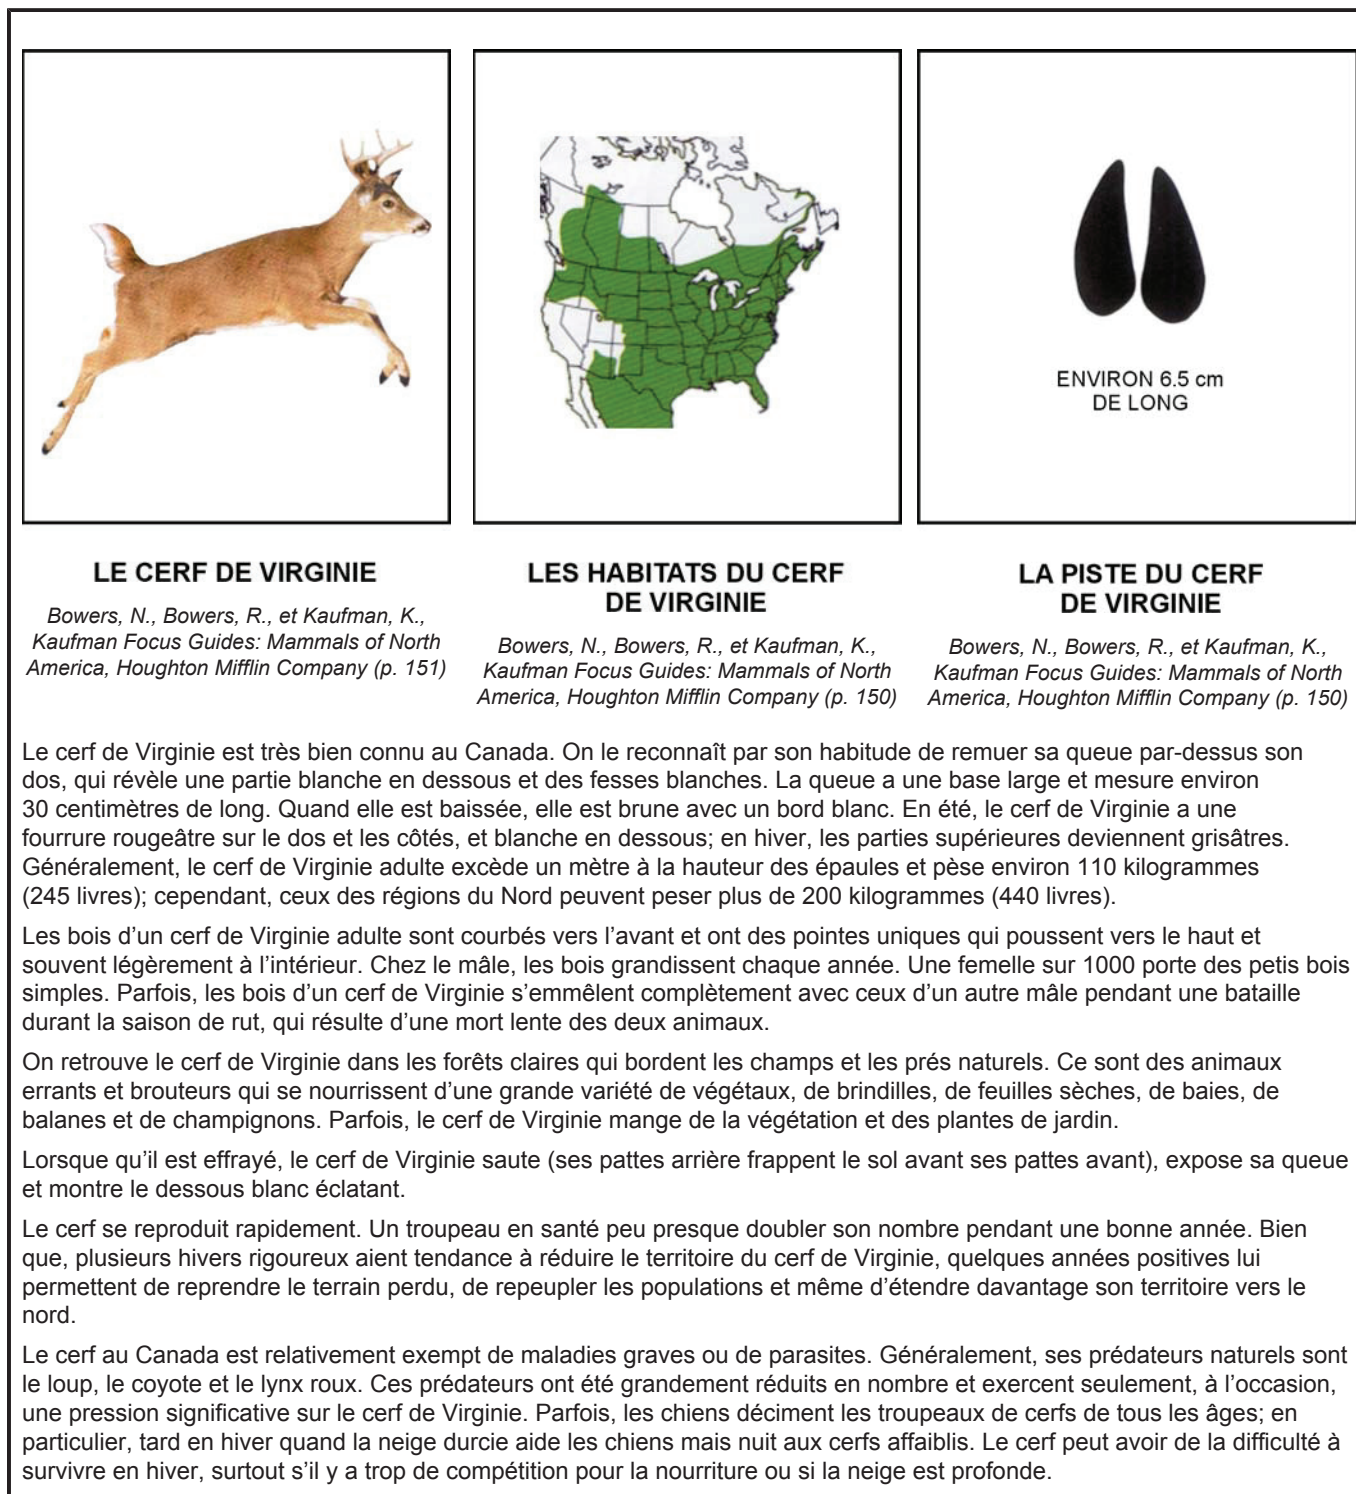 ENVIRON 6.5 cm
DE LONG
LE CERF DE VIRGINIE
Bowers, N., Bowers, R., et Kaufman, K.,
Kaufman Focus Guides: Mammals of North
America, Houghton Mifflin Company (p. 151)
LES HABITATS DU CERF
DE VIRGINIE
Bowers, N., Bowers, R., et Kaufman, K.,
Kaufman Focus Guides: Mammals of North
America, Houghton Mifflin Company (p. 150)
LA PISTE DU CERF
DE VIRGINIE
Bowers, N., Bowers, R., et Kaufman, K.,
Kaufman Focus Guides: Mammals of North
America, Houghton Mifflin Company (p. 150)
Le cerf de Virginie est très bien connu au Canada. On le reconnaît par son habitude de remuer sa queue par-dessus son
dos, qui révèle une partie blanche en dessous et des fesses blanches. La queue a une base large et mesure environ
30 centimètres de long. Quand elle est baissée, elle est brune avec un bord blanc. En été, le cerf de Virginie a une
fourrure rougeâtre sur le dos et les côtés, et blanche en dessous; en hiver, les parties supérieures deviennent grisâtres.
Généralement, le cerf de Virginie adulte excède un mètre à la hauteur des épaules et pèse environ 110 kilogrammes
(245 livres); cependant, ceux des régions du Nord peuvent peser plus de 200 kilogrammes (440 livres).
Les bois d'un cerf de Virginie adulte sont courbés vers l'avant et ont des pointes uniques qui poussent vers le haut et
souvent légèrement à l'intérieur. Chez le mâle, les bois grandissent chaque année. Une femelle sur 1000 porte des petis bois
simples. Parfois, les bois d'un cerf de Virginie s'emmêlent complètement avec ceux d'un autre mâle pendant une bataille
durant la saison de rut, qui résulte d'une mort lente des deux animaux.
On retrouve le cerf de Virginie dans les forêts claires qui bordent les champs et les prés naturels. Ce sont des animaux
errants et brouteurs qui se nourrissent d'une grande variété de végétaux, de brindilles, de feuilles sèches, de baies, de
balanes et de champignons. Parfois, le cerf de Virginie mange de la végétation et des plantes de jardin.
Lorsque qu'il est effrayé, le cerf de Virginie saute (ses pattes arrière frappent le sol avant ses pattes avant), expose sa queue
et montre le dessous blanc éclatant.
Le cerf se reproduit rapidement. Un troupeau en santé peu presque doubler son nombre pendant une bonne année. Bien
que, plusieurs hivers rigoureux aient tendance à réduire le territoire du cerf de Virginie, quelques années positives lui
permettent de reprendre le terrain perdu, de repeupler les populations et même d'étendre davantage son territoire vers le
nord.
Le cerf au Canada est relativement exempt de maladies graves ou de parasites. Généralement, ses prédateurs naturels sont
le loup, le coyote et le lynx roux. Ces prédateurs ont été grandement réduits en nombre et exercent seulement, à l'occasion,
une pression significative sur le cerf de Virginie. Parfois, les chiens déciment les troupeaux de cerfs de tous les âges; en
particulier, tard en hiver quand la neige durcie aide les chiens mais nuit aux cerfs affaiblis. Le cerf peut avoir de la difficulté à
survivre en hiver, surtout s'il y a trop de compétition pour la nourriture ou si la neige est profonde.